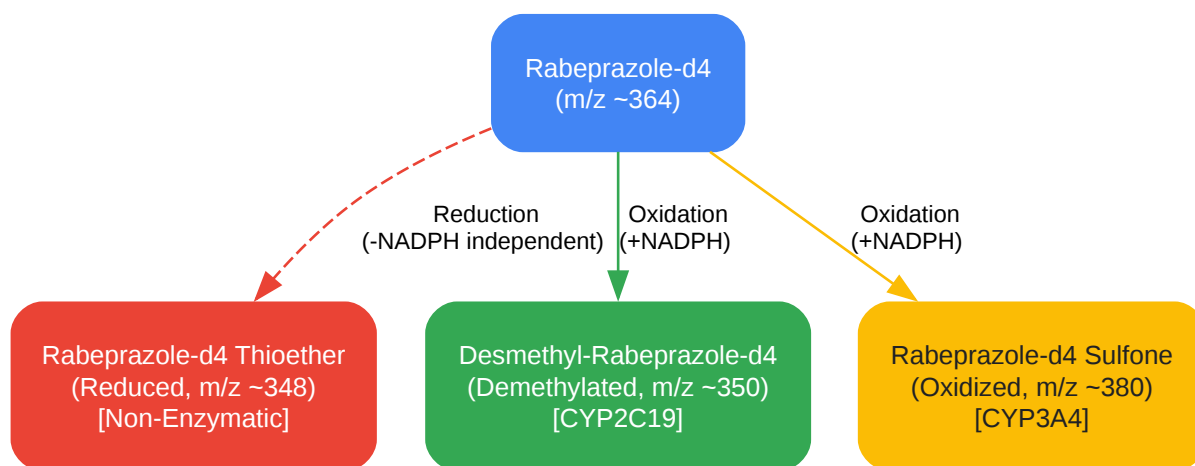 Rabeprazole-d4
(m/z ~364)
Reduction
(-NADPH independent)
Oxidation
(+NADPH)
Oxidation
(+NADPH)
Rabeprazole-d4 Thioether
(Reduced, m/z ~348)
[Non-Enzymatic]
Desmethyl-Rabeprazole-d4
(Demethylated, m/z ~350)
[CYP2C19]
Rabeprazole-d4 Sulfone
(Oxidized, m/z ~380)
[CYP3A4]